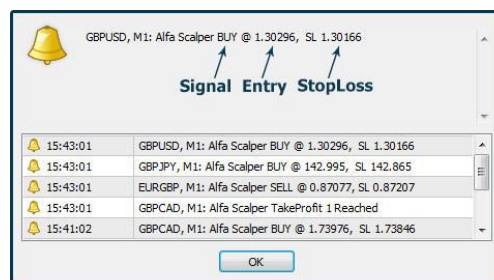 GBPUSD, M1: Alfa Scalper BUY @ 1.30296, SL 1.30166
Signal Entry StopLoss
15:43:01 GBPUSD, M1: Alfa Scalper BUY @ 1.30296, SL 1.30166
15:43:01 GBPJPY, M1: Alfa Scalper BUY @ 142.995, SL 142.865
15:43:01 EURGBP, M1: Alfa Scalper SELL @ 0.87077, SL 0.87207
15:43:01 GBPCAD, M1: Alfa Scalper TakeProfit 1 Reached
15:41:02 GBPCAD, M1: Alfa Scalper BUY @ 1.73976, SL 1.73846
OK